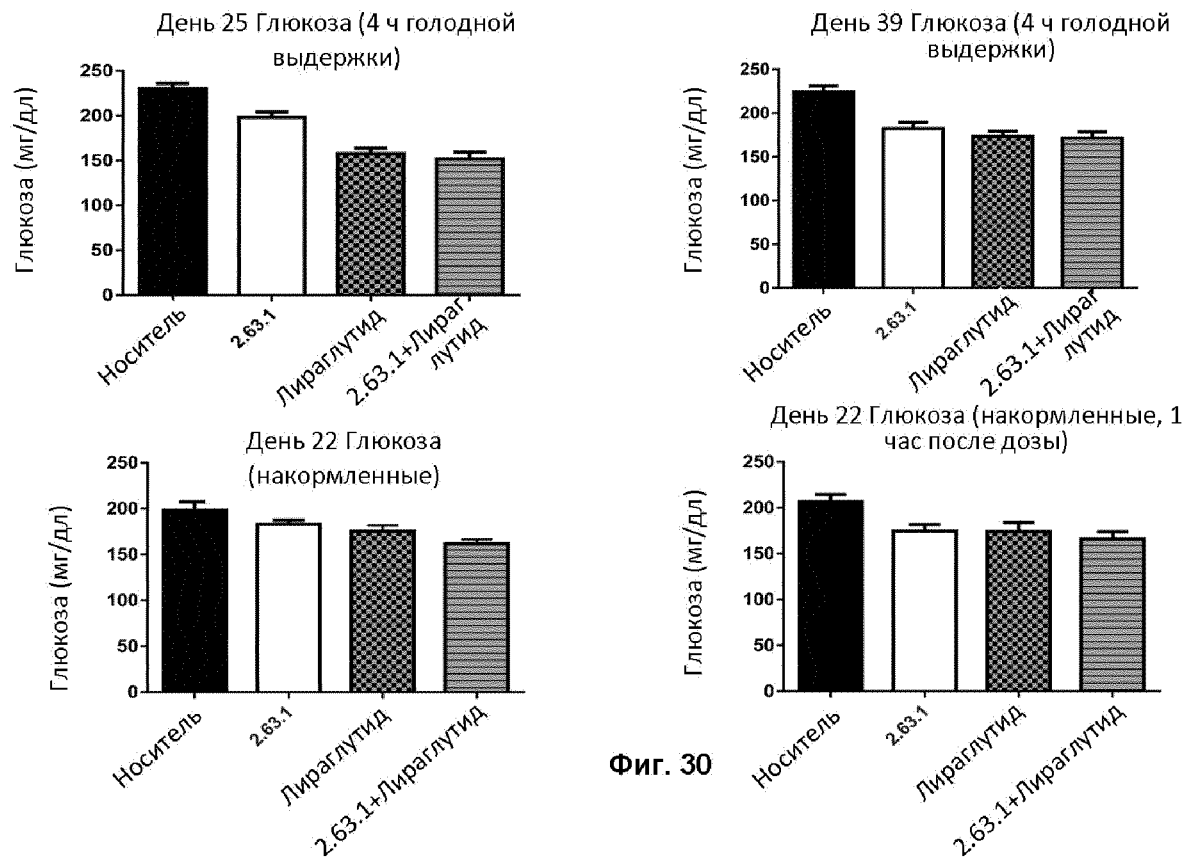 День 25 Глюкоза (4 ч голодной
выдержки)
Глюкоза (мг/дл)
250
200
150
100
50
0
Носитель
2.63.1
Лираглутид
2.63.1+Лираг
лутид
День 39 Глюкоза (4 ч голодной
выдержки)
Глюкоза (мг/дл)
250
200
150
100
50
0
Носитель
2.63.1
Лираглутид
2.63.1+Лираг
лутид
День 22 Глюкоза
(накормленные)
Глюкоза (мг/дл)
250
200
150
100
50
0
Носитель
2.63.1
Лираглутид
2.63.1+Лираглутид
День 22 Глюкоза (накормленные, 1
час после дозы)
Глюкоза (мг/дл)
250
200
150
100
50
0
Носитель
2.63.1
Лираглутид
2.63.1+Лираглутид
Фиг. 30